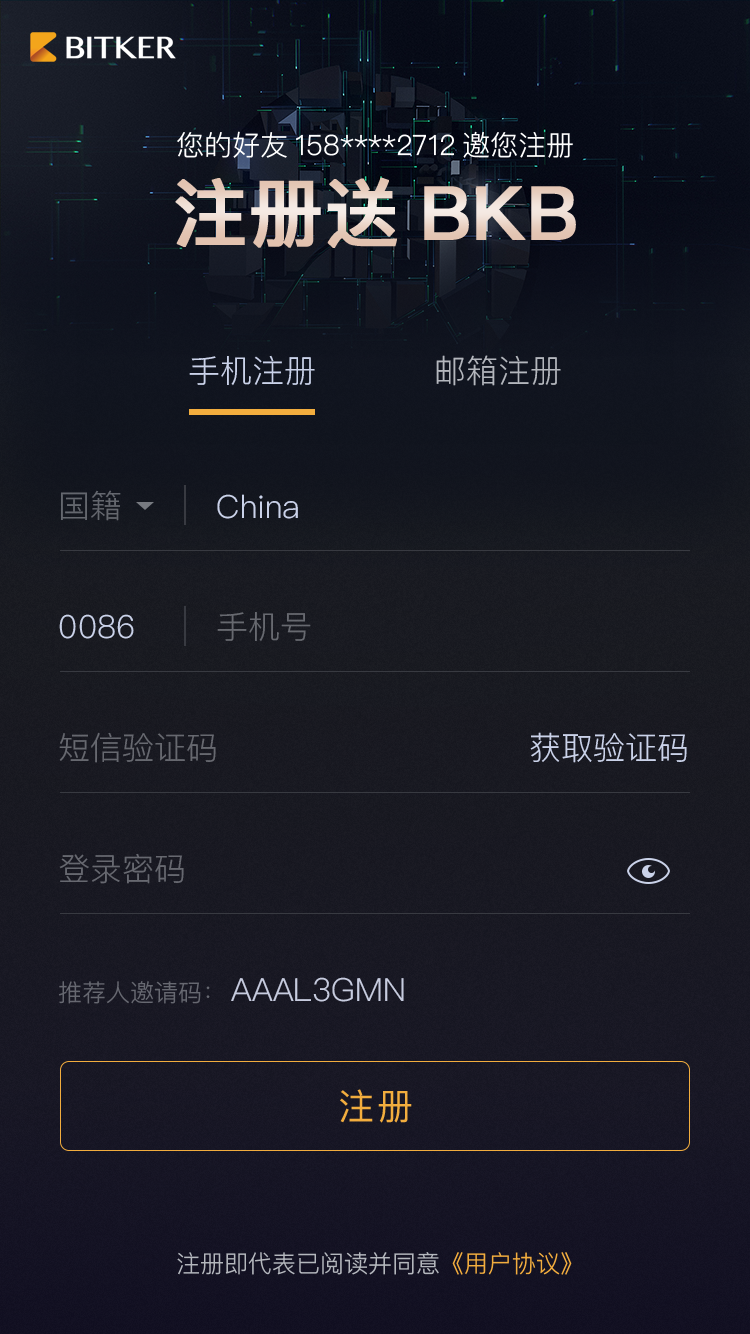 BITKER
您的好友 158****2712 邀您注册
注册送 BKB
手机注册 邮箱注册
国籍 China
0086 手机号
短信验证码 获取验证码
登录密码
推荐人邀请码： AAAL3GMN
注册
注册即代表已阅读并同意《用户协议》